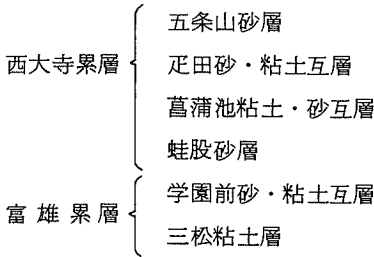 西大寺累層
五条山砂層
疋田砂・粘土互層
菖蒲池粘土・砂互層
蛙股砂層
富雄累層
学園前砂・粘土互層
三松粘土層